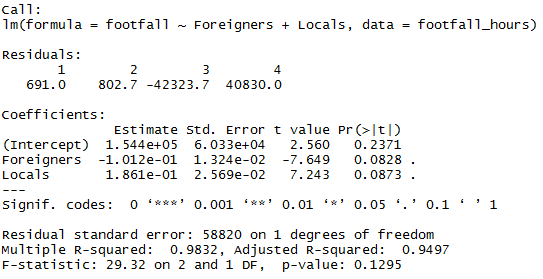 Call:
lm(formula = footfall ~ Foreigners + Locals, data = footfall_hours)
Residuals:
1 2 3 4
691.0 802.7 -42323.7 40830.0
Coefficients:
Estimate Std. Error t value Pr(>|t|)
(Intercept) 1.544e+05 6.033e+04 2.560 0.2371
Foreigners -1.012e-01 1.324e-02 -7.649 0.0828 .
Locals 1.861e-01 2.569e-02 7.243 0.0873 .
---
Signif. codes: 0 ‘***’ 0.001 ‘**’ 0.01 ‘*’ 0.05 ‘.’ 0.1 ‘ ’ 1
Residual standard error: 58820 on 1 degrees of freedom
Multiple R-squared: 0.9832, Adjusted R-squared: 0.9497
F-statistic: 29.32 on 2 and 1 DF, p-value: 0.1295